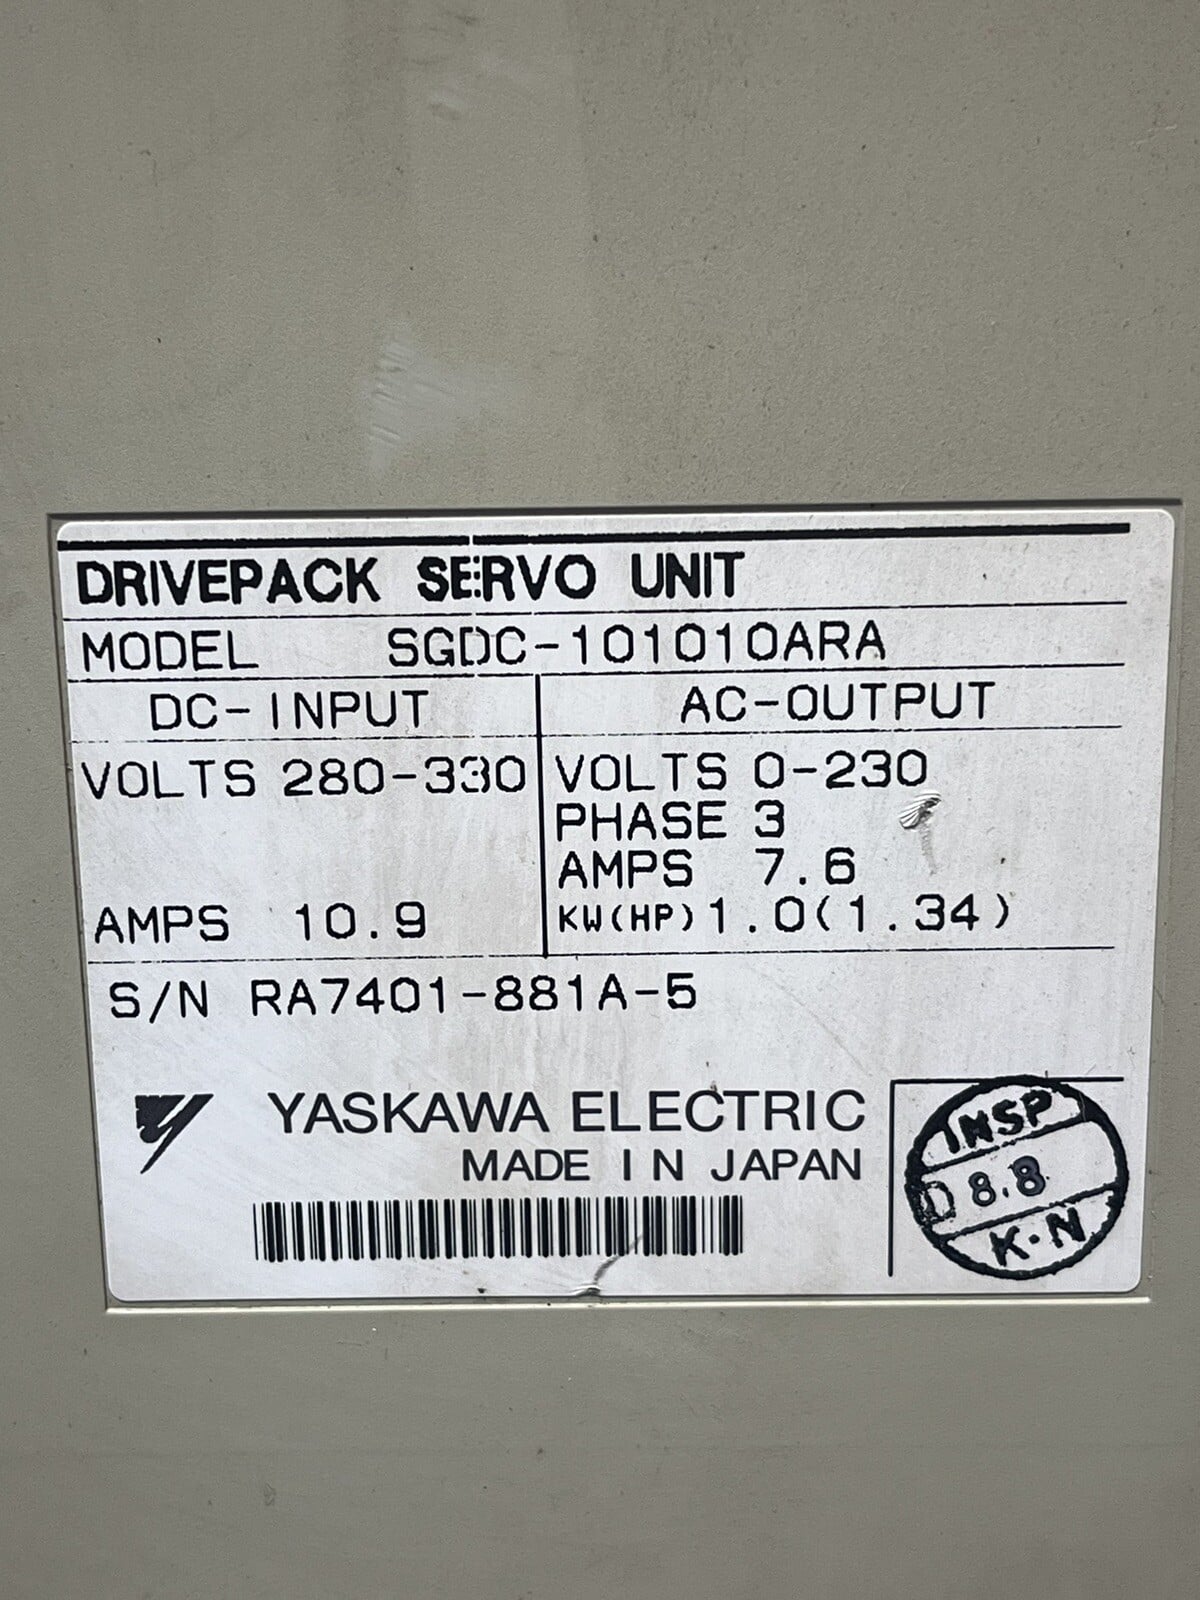 DRIVEPACK SERVO UNIT
MODEL SGDC-101010ARA
DC-INPUT
VOLTS 280-330
AMPS 10.9
AC-OUTPUT
VOLTS 0-230
PHASE 3
AMPS 7.6
KW(HP) 1.0(1.34)
S/N RA7401-881A-5
YASKAWA ELECTRIC
MADE IN JAPAN
INSP
D 8.8
K·N